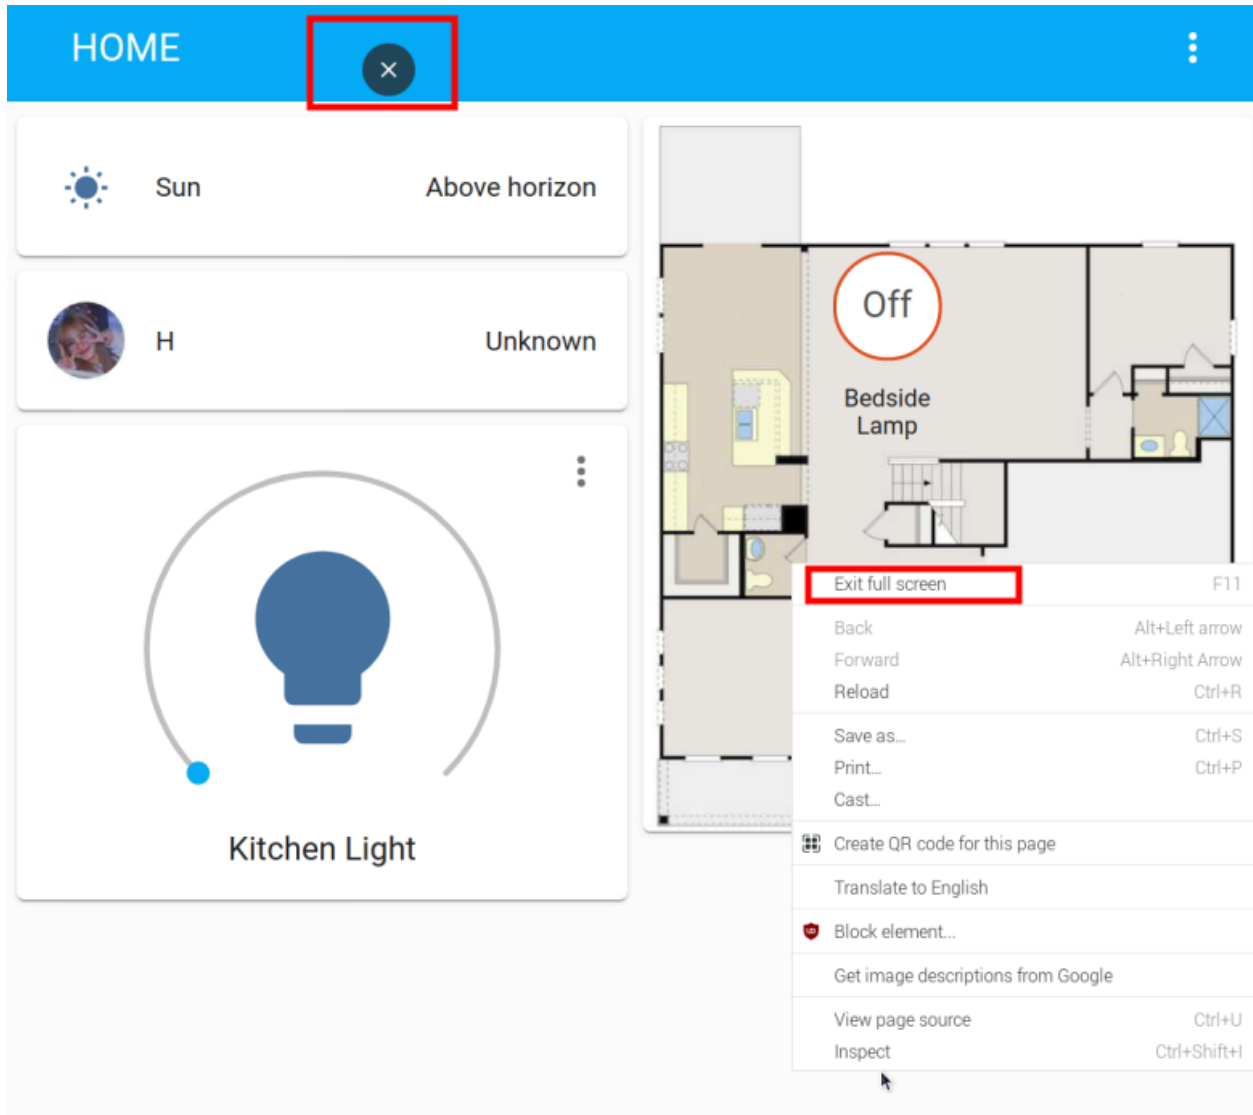 HOME
Sun
Above horizon
H
Unknown
Kitchen Light
Off
Bedside
Lamp
Exit full screen F11
Back Alt+Left arrow
Forward Alt+Right Arrow
Reload Ctrl+R
Save as... Ctrl+S
Print... Ctrl+P
Cast...
Create QR code for this page
Translate to English
Block element...
Get image descriptions from Google
View page source Ctrl+U
Inspect Ctrl+Shift+I